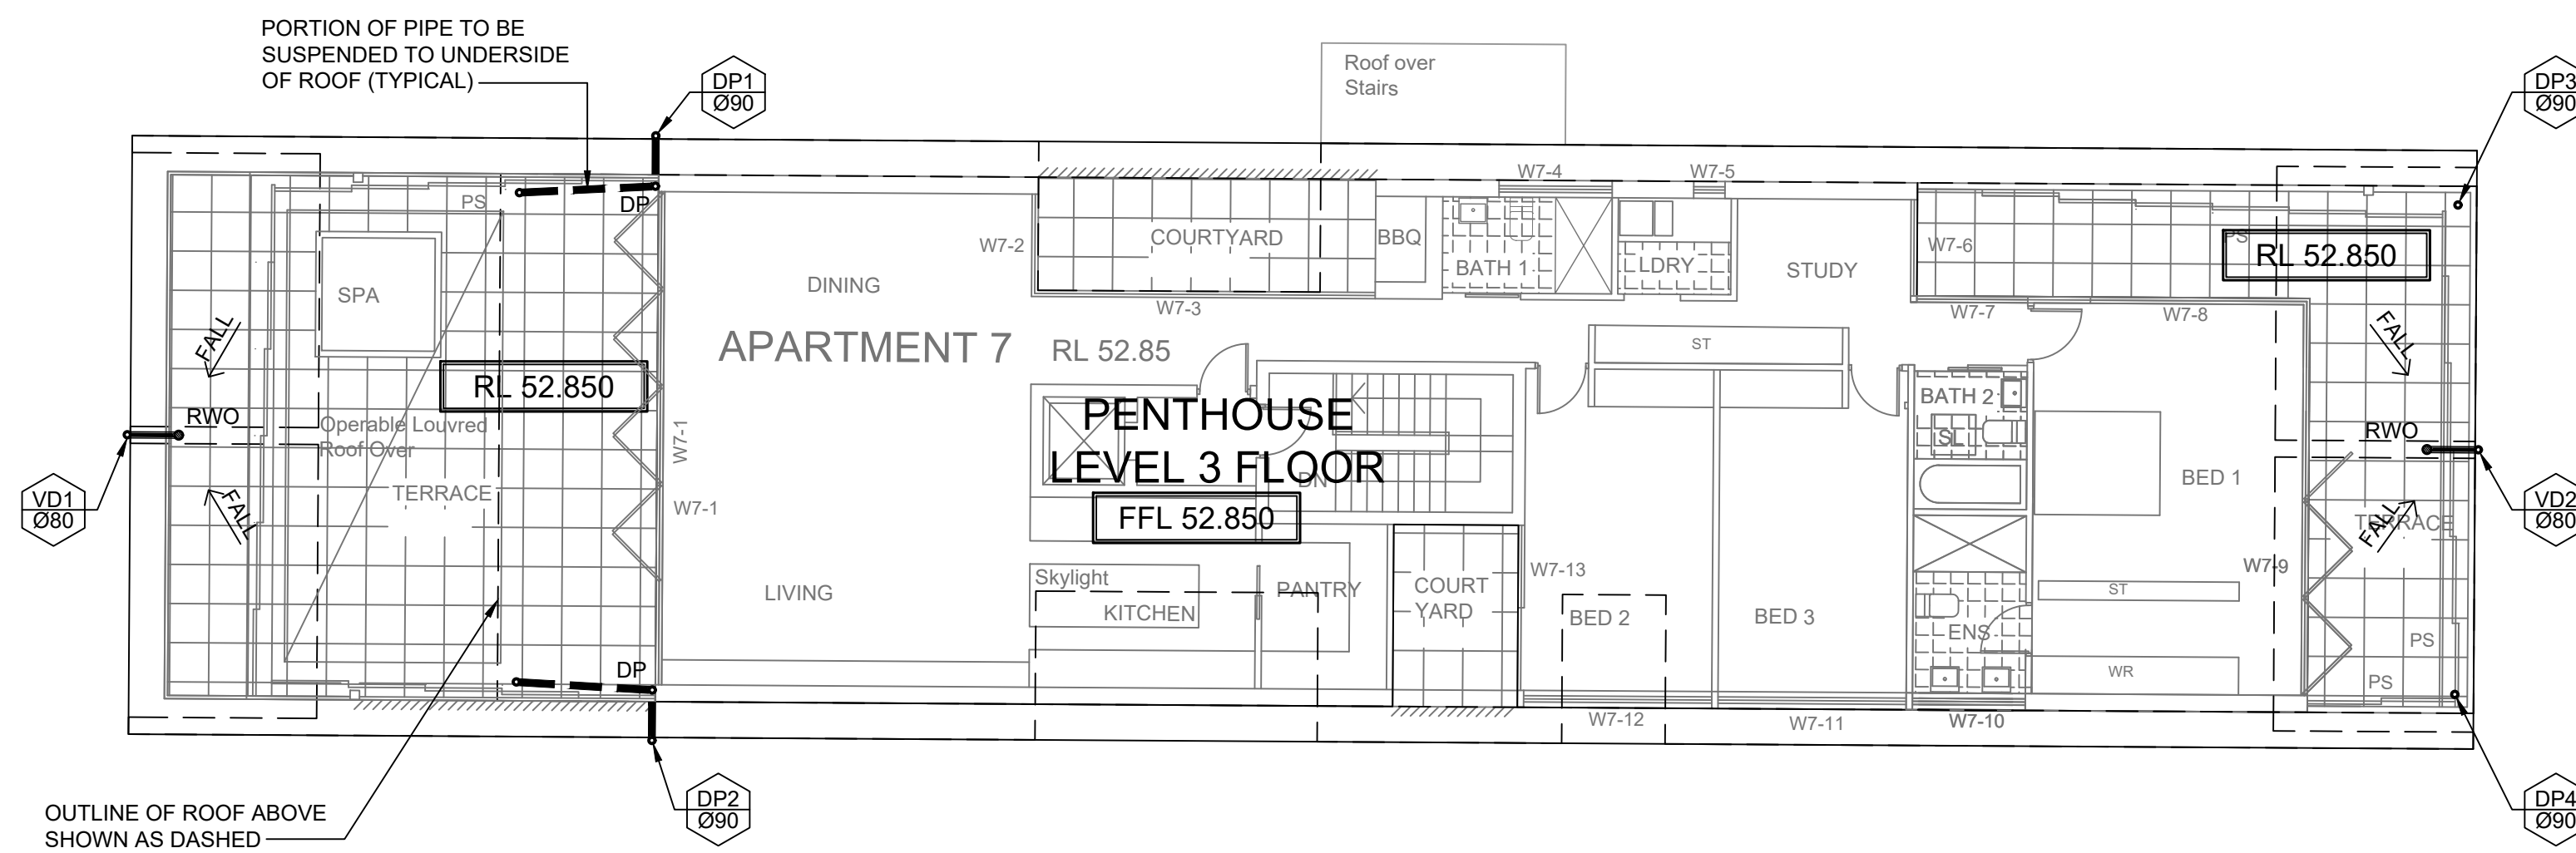 PORTION OF PIPE TO BE
SUSPENDED TO UNDERSIDE
OF ROOF (TYPICAL)
DP1
Ø90
Roof over
Stairs
DP3
Ø90
W7-4
W7-5
PS
DP
W7-2
COURTYARD
BBQ
BATH 1
LDRY
STUDY
W7-6
PS
RL 52.850
SPA
DINING
W7-3
W7-7
W7-8
FALL
FALL
APARTMENT 7
RL 52.85
ST
RL 52.850
PENTHOUSE
LEVEL 3 FLOOR
BATH 2
SL
RWO
Operable Louvred
Roof Over
W7-1
RWO
TERRACE
DN
BED 1
VD1
Ø80
FALL
W7-1
FFL 52.850
TERRACE
FALL
VD2
Ø80
LIVING
Skylight
KITCHEN
PANTRY
COURT
YARD
W7-13
BED 2
BED 3
ENS
ST
W7-9
PS
DP
WR
PS
W7-12
W7-11
W7-10
OUTLINE OF ROOF ABOVE
SHOWN AS DASHED
DP2
Ø90
DP4
Ø90